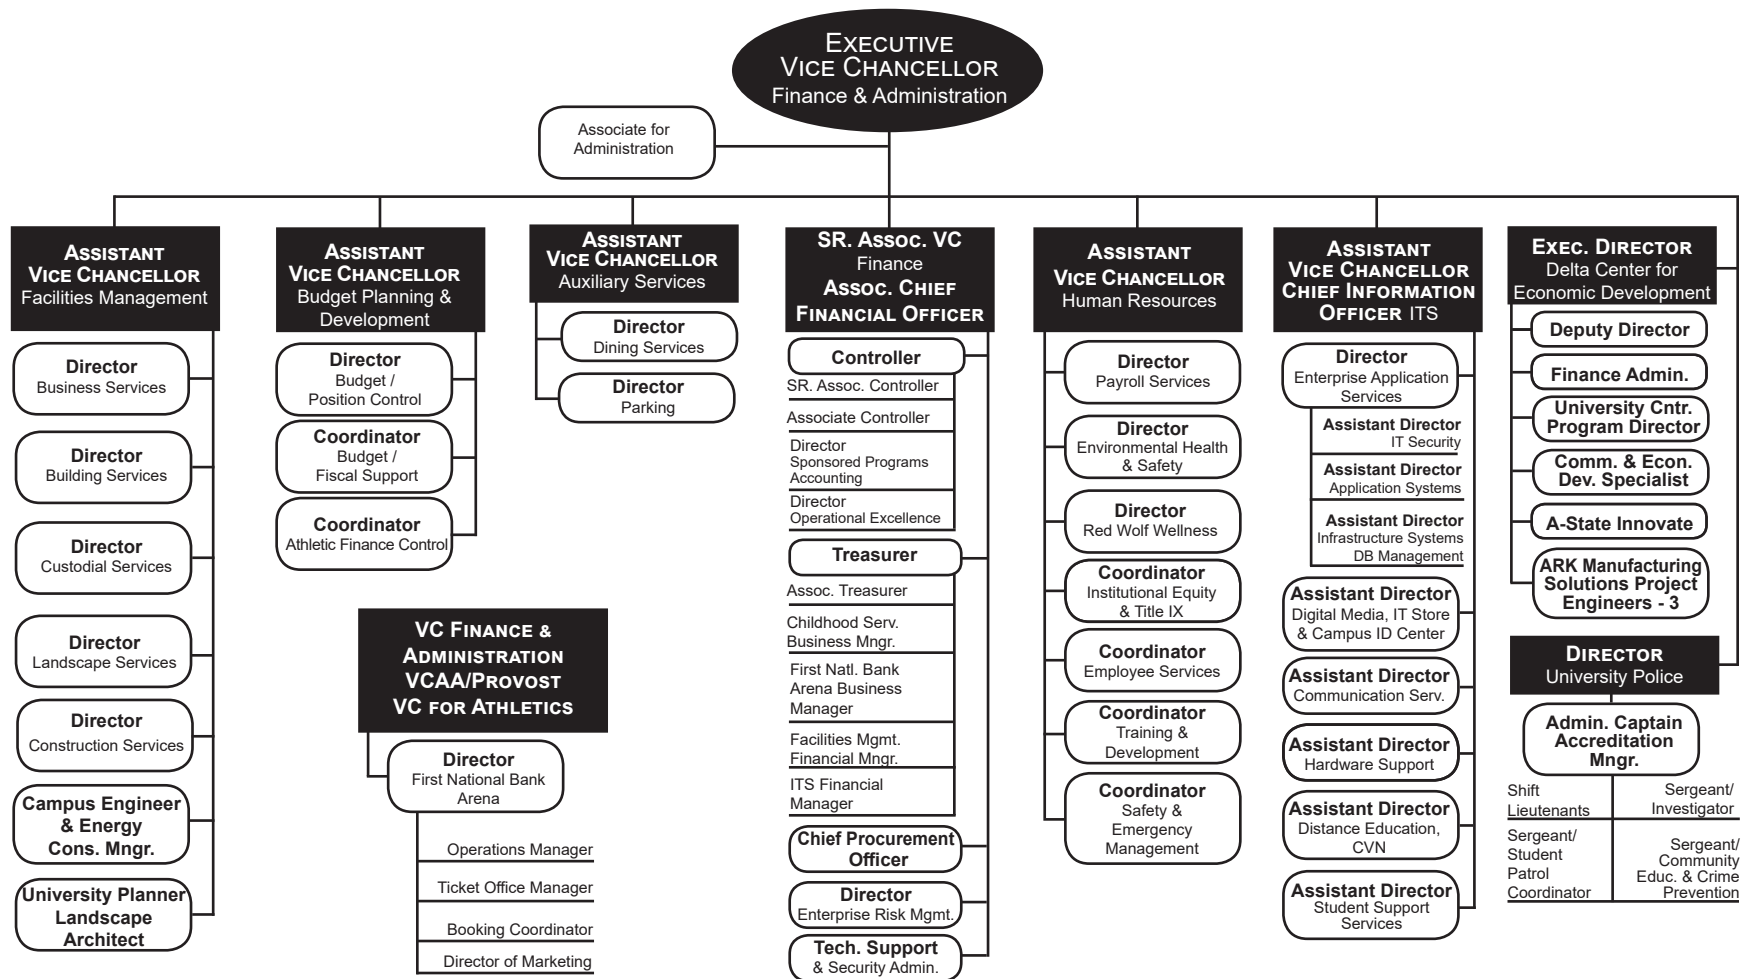 EXECUTIVE
VICE CHANCELLOR
Finance & Administration
Associate for
Administration
ASSISTANT
VICE CHANCELLOR
Facilities Management
Director
Business Services
Director
Building Services
Director
Custodial Services
Director
Landscape Services
Director
Construction Services
Campus Engineer
& Energy
Cons. Mngr.
University Planner
Landscape
Architect
ASSISTANT
VICE CHANCELLOR
Budget Planning &
Development
Director
Budget /
Position Control
Coordinator
Budget /
Fiscal Support
Coordinator
Athletic Finance Control
VC FINANCE &
ADMINISTRATION
VCAA/PROVOST
VC FOR ATHLETICS
Director
First National Bank
Arena
Operations Manager
Ticket Office Manager
Booking Coordinator
Director of Marketing
ASSISTANT
VICE CHANCELLOR
Auxiliary Services
Director
Dining Services
Director
Parking
SR. ASSOC. VC
Finance
ASSOC. CHIEF
FINANCIAL OFFICER
Controller
SR. Assoc. Controller
Associate Controller
Director
Sponsored Programs
Accounting
Director
Operational Excellence
Treasurer
Assoc. Treasurer
Childhood Serv.
Business Mngr.
First Natl. Bank
Arena Business
Manager
Facilities Mgmt.
Financial Mngr.
ITS Financial
Manager
Chief Procurement
Officer
Director
Enterprise Risk Mgmt.
Tech. Support
& Security Admin.
ASSISTANT
VICE CHANCELLOR
Human Resources
Director
Payroll Services
Director
Environmental Health
& Safety
Director
Red Wolf Wellness
Coordinator
Institutional Equity
& Title IX
Coordinator
Employee Services
Coordinator
Training &
Development
Coordinator
Safety &
Emergency
Management
ASSISTANT
VICE CHANCELLOR
CHIEF INFORMATION
OFFICER ITS
Director
Enterprise Application
Services
Assistant Director
IT Security
Assistant Director
Application Systems
Assistant Director
Infrastructure Systems
DB Management
Assistant Director
Digital Media, IT Store
& Campus ID Center
Assistant Director
Communication Serv.
Assistant Director
Hardware Support
Assistant Director
Distance Education,
CVN
Assistant Director
Student Support
Services
EXEC. DIRECTOR
Delta Center for
Economic Development
Deputy Director
Finance Admin.
University Cntr.
Program Director
Comm. & Econ.
Dev. Specialist
A-State Innovate
ARK Manufacturing
Solutions Project
Engineers - 3
DIRECTOR
University Police
Admin. Captain
Accreditation
Mngr.
Shift
Lieutenants
Sergeant/
Investigator
Sergeant/
Student
Patrol
Coordinator
Sergeant/
Community
Educ. & Crime
Prevention